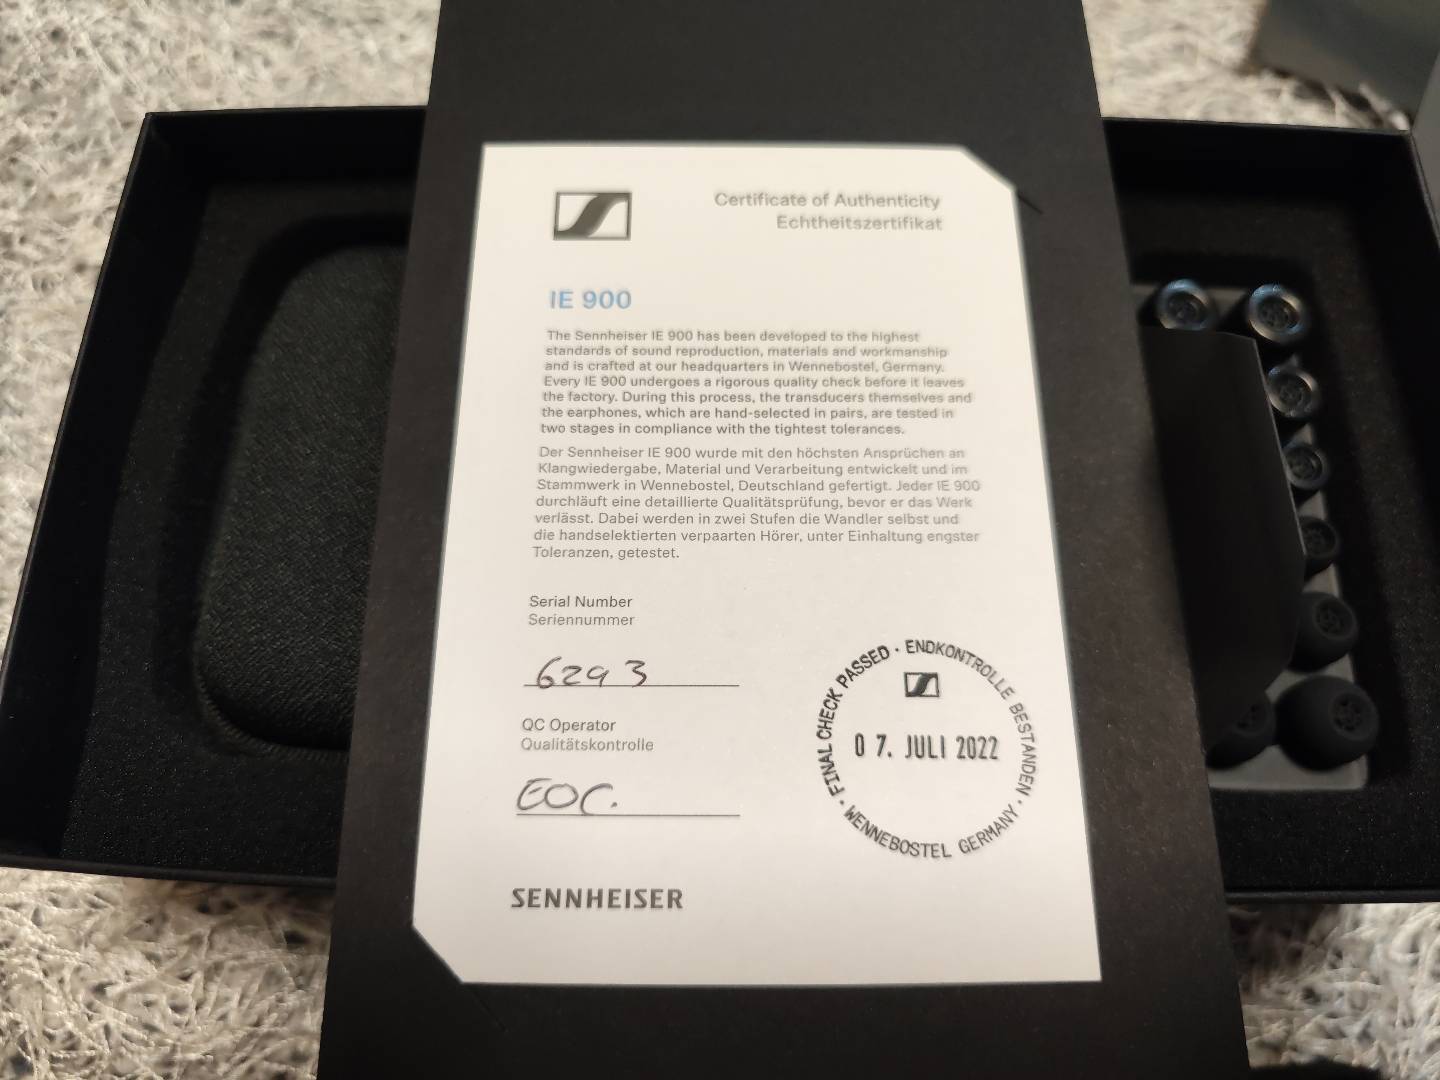 Certificate of Authenticity
Echtheitszertifikat
IE 900
The Sennheiser IE 900 has been developed to the highest
standards of sound reproduction, materials and workmanship
and is crafted at our headquarters in Wennebostel, Germany.
Every IE 900 undergoes a rigorous quality check before it leaves
the factory. During this process, the transducers themselves and
the earphones, which are hand-selected in pairs, are tested in
two stages in compliance with the tightest tolerances.
Der Sennheiser IE 900 wurde mit den höchsten Ansprüchen an
Klangwiedergabe, Material und Verarbeitung entwickelt und im
Stammwerk in Wennebostel, Deutschland gefertigt. Jeder IE 900
durchläuft eine detaillierte Qualitätsprüfung, bevor er das Werk
verlässt. Dabei werden in zwei Stufen die Wandler selbst und
die handselektierten verpaarten Hörer, unter Einhaltung engster
Toleranzen, getestet.
Serial Number
Seriennummer
6293
QC Operator
Qualitätskontrolle
EOC.
FINAL CHECK PASSED · ENDKONTROLLE BESTANDEN ·
07. JULI 2022
WENNEBOSTEL GERMANY ·
SENNHEISER